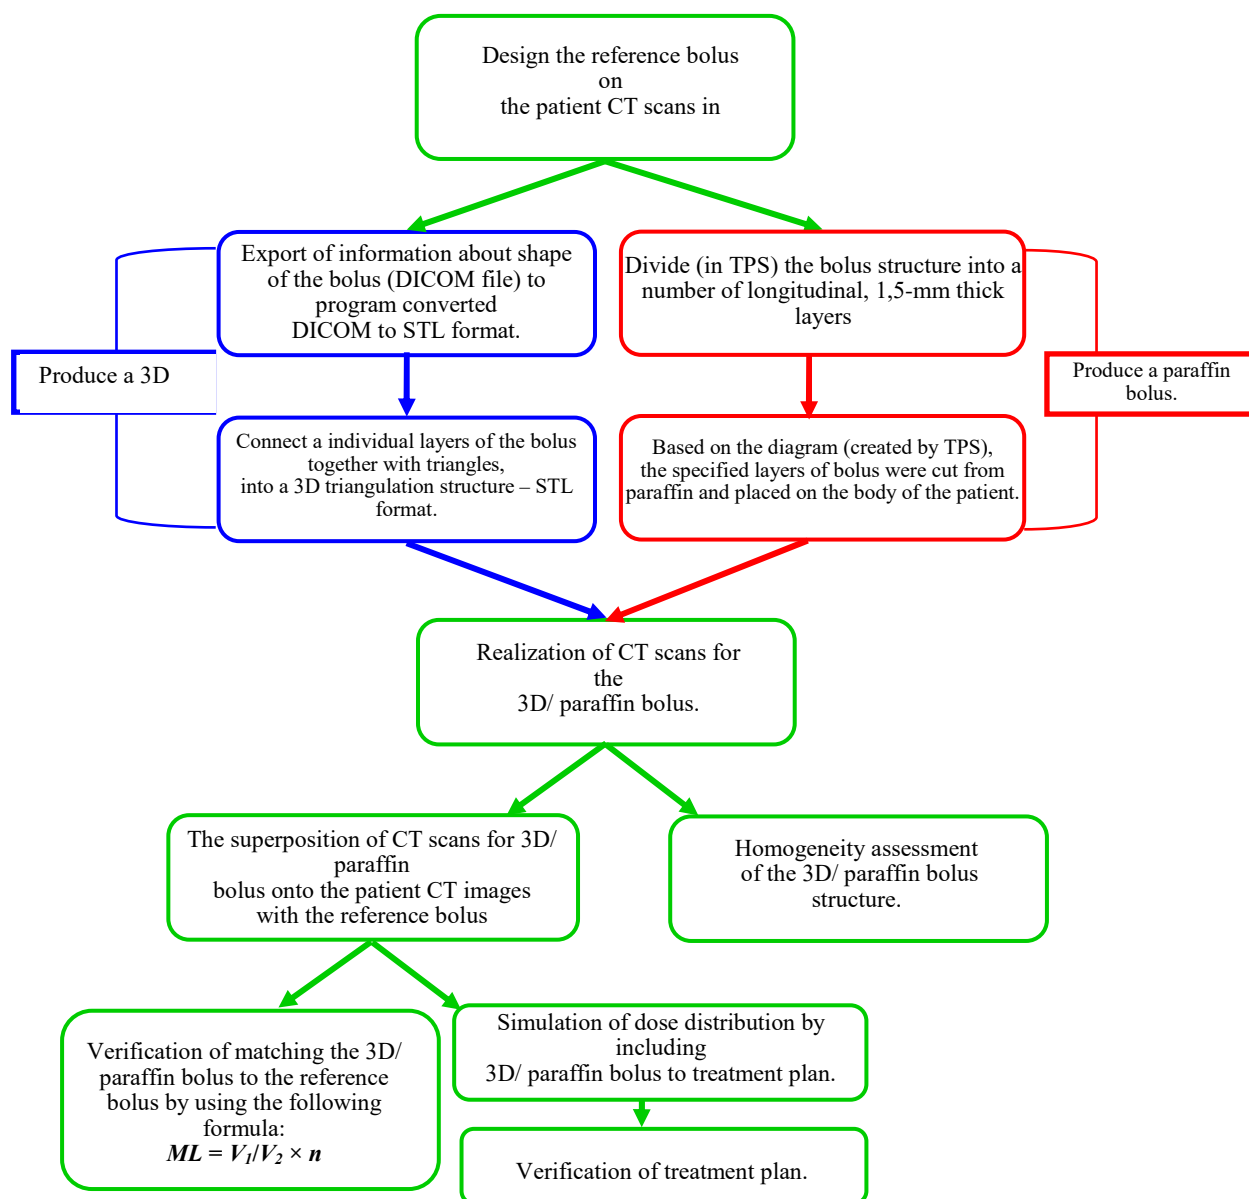 Design the reference bolus
on
the patient CT scans in
Export of information about shape
of the bolus (DICOM file) to
program converted
DICOM to STL format.
Divide (in TPS) the bolus structure into a
number of longitudinal, 1,5-mm thick
layers
Produce a 3D
Produce a paraffin
bolus.
Connect a individual layers of the bolus
together with triangles,
into a 3D triangulation structure – STL
format.
Based on the diagram (created by TPS),
the specified layers of bolus were cut from
paraffin and placed on the body of the patient.
Realization of CT scans for
the
3D/ paraffin bolus.
The superposition of CT scans for 3D/
paraffin
bolus onto the patient CT images
with the reference bolus
Homogeneity assessment
of the 3D/ paraffin bolus
structure.
Verification of matching the 3D/
paraffin bolus to the reference
bolus by using the following
formula:
ML = V₁/V₂ × n
Simulation of dose distribution by
including
3D/ paraffin bolus to treatment plan.
Verification of treatment plan.